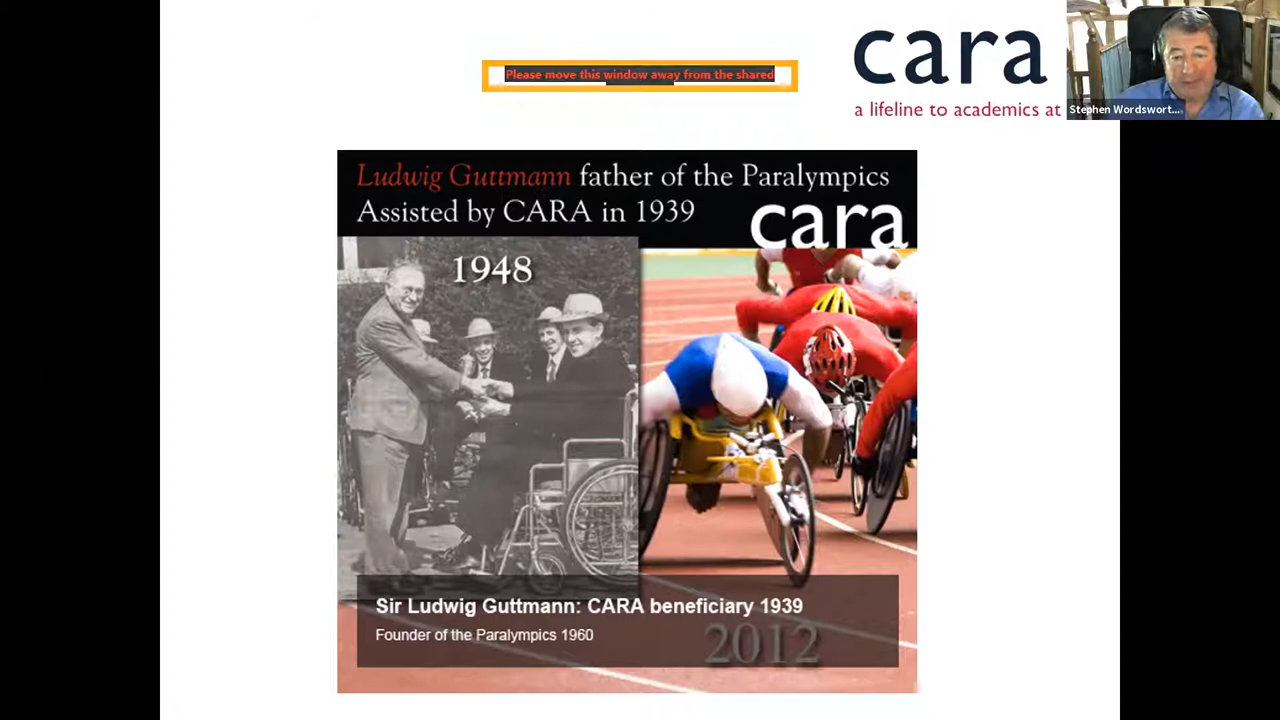 Please move this window away from the shared
cara
a lifeline to academics at
Stephen Wordswort...
Ludwig Guttmann father of the Paralympics
Assisted by CARA in 1939
cara
1948
Sir Ludwig Guttmann: CARA beneficiary 1939
Founder of the Paralympics 1960
2012